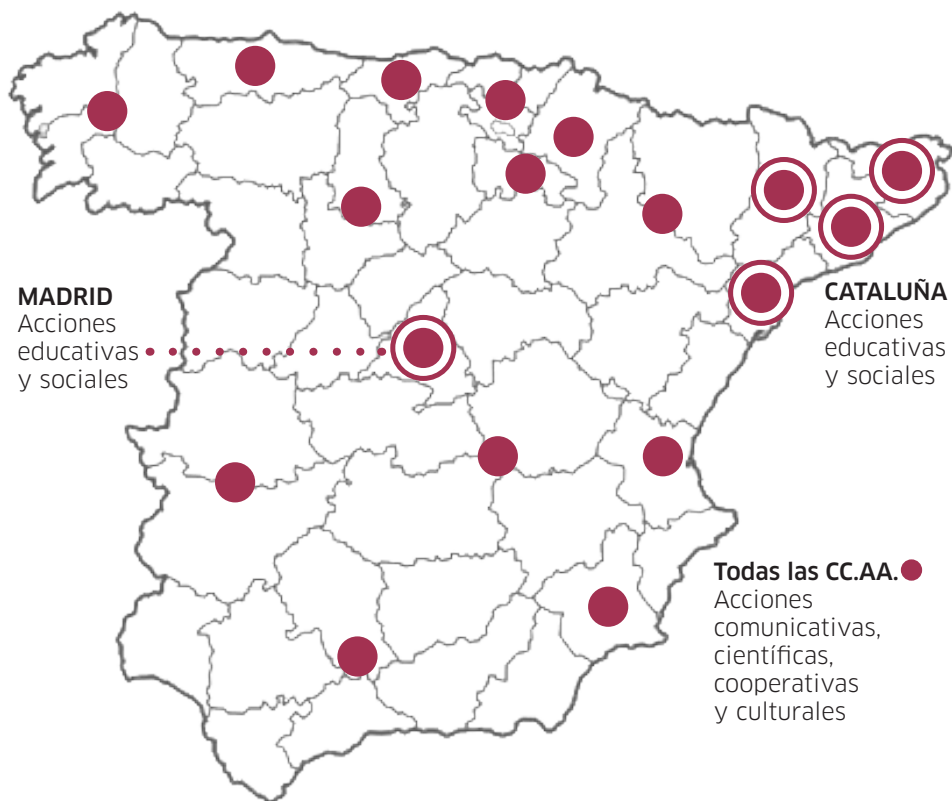 MADRID
Acciones
educativas
y sociales
CATALUÑA
Acciones
educativas
y sociales
Todas las CC.AA.
Acciones
comunicativas,
científicas,
cooperativas
y culturales